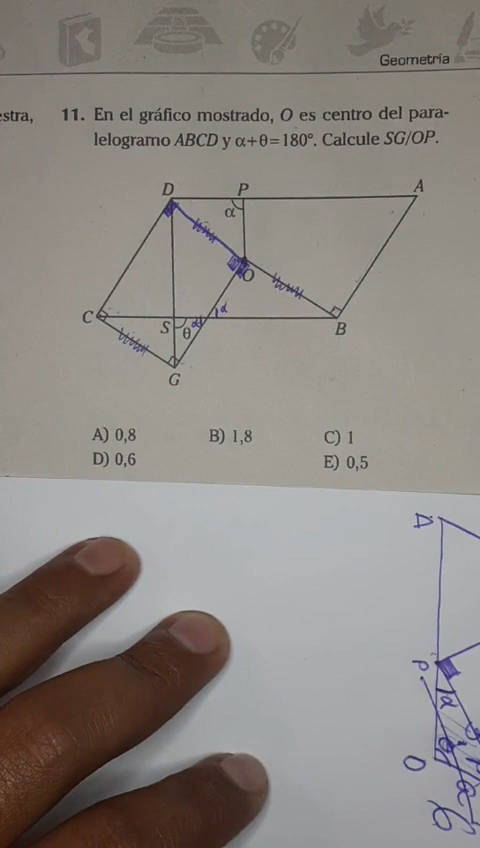 Geometría
estra,
11. En el gráfico mostrado, O es centro del para-
lelogramo ABCD y α+θ=180°. Calcule SG/OP.
D P A
α
O
C S θ α α B
G
A) 0,8 B) 1,8 C) 1
D) 0,6 E) 0,5
A
P
α
O